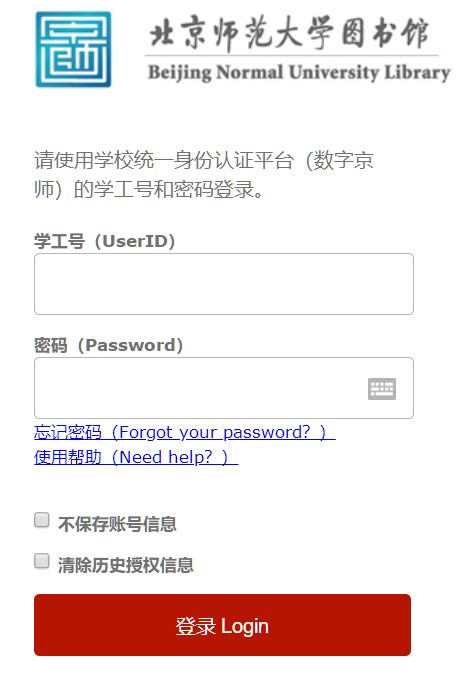 北京师范大学图书馆
Beijing Normal University Library
请使用学校统一身份认证平台（数字京
师）的学工号和密码登录。
学工号（UserID）
密码（Password）
忘记密码（Forgot your password？）
使用帮助（Need help？）
不保存账号信息
清除历史授权信息
登录 Login